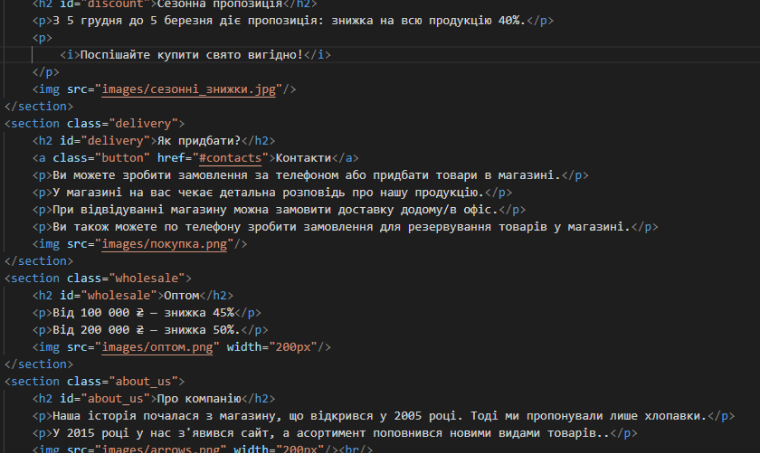 <h2 id="discount">Сезонна пропозиція</h2>
<p>З 5 грудня до 5 березня діє пропозиція: знижка на всю продукцію 40%.</p>
<p>
<i>Поспішайте купити свято вигідно!</i>
</p>
<img src="images/сезонні_знижки.jpg"/>
</section>
<section class="delivery">
<h2 id="delivery">Як придбати?</h2>
<a class="button" href="#contacts">Контакти</a>
<p>Ви можете зробити замовлення за телефоном або придбати товари в магазині.</p>
<p>У магазині на вас чекає детальна розповідь про нашу продукцію.</p>
<p>При відвідуванні магазину можна замовити доставку додому/в офіс.</p>
<p>Ви також можете по телефону зробити замовлення для резервування товарів у магазині.</p>
<img src="images/покупка.png"/>
</section>
<section class="wholesale">
<h2 id="wholesale">Оптом</h2>
<p>Від 100 000 ₴ — знижка 45%</p>
<p>Від 200 000 ₴ — знижка 50%.</p>
<img src="images/оптом.png" width="200px"/>
</section>
<section class="about_us">
<h2 id="about_us">Про компанію</h2>
<p>Наша історія почалася з магазину, що відкрився у 2005 році. Тоді ми пропонували лише хлопавки.</p>
<p>У 2015 році у нас з'явився сайт, а асортимент поповнився новими видами товарів..</p>
<img src="images/arrows.png" width="200px"/><br/>